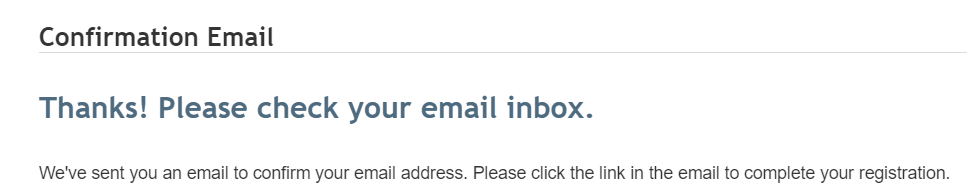 Confirmation Email
Thanks! Please check your email inbox.
We've sent you an email to confirm your email address. Please click the link in the email to complete your registration.